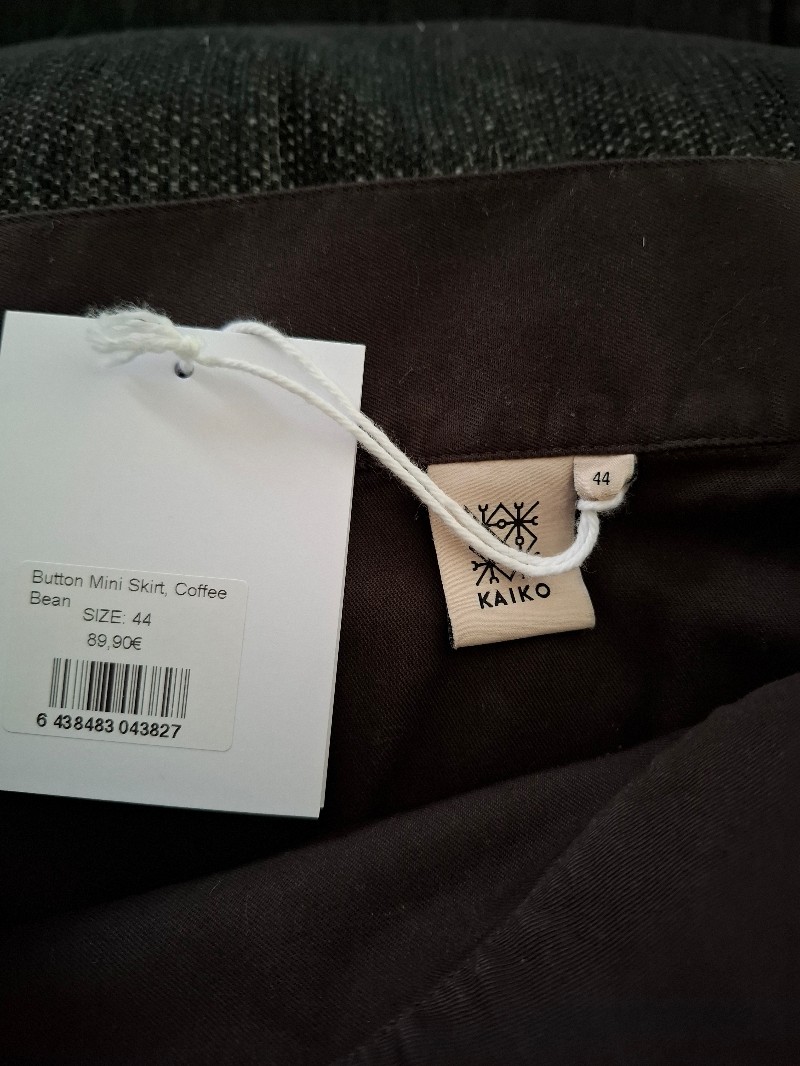 Button Mini Skirt, Coffee
Bean
SIZE: 44
89,90€
6 438483 043827
44
KAIKO